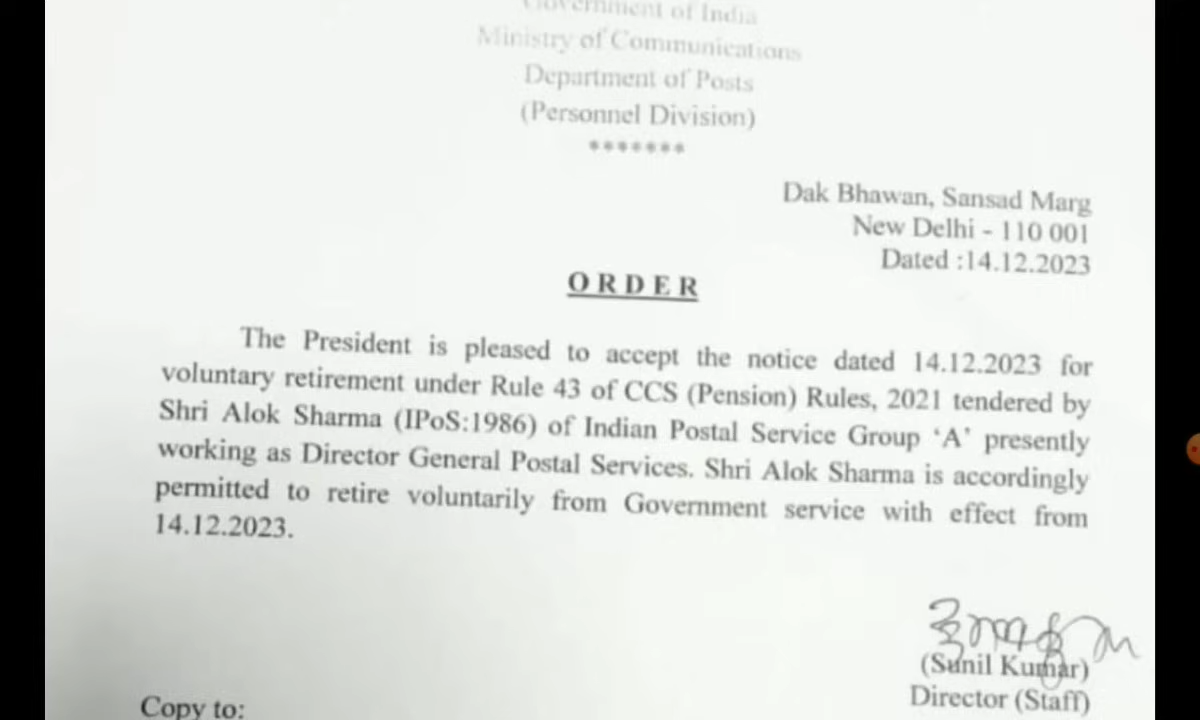 Government of India
Ministry of Communications
Department of Posts
(Personnel Division)
*******
Dak Bhawan, Sansad Marg
New Delhi - 110 001
Dated :14.12.2023
ORDER
The President is pleased to accept the notice dated 14.12.2023 for
voluntary retirement under Rule 43 of CCS (Pension) Rules, 2021 tendered by
Shri Alok Sharma (IPoS:1986) of Indian Postal Service Group ‘A’ presently
working as Director General Postal Services. Shri Alok Sharma is accordingly
permitted to retire voluntarily from Government service with effect from
14.12.2023.
(Sunil Kumar)
Director (Staff)
Copy to: